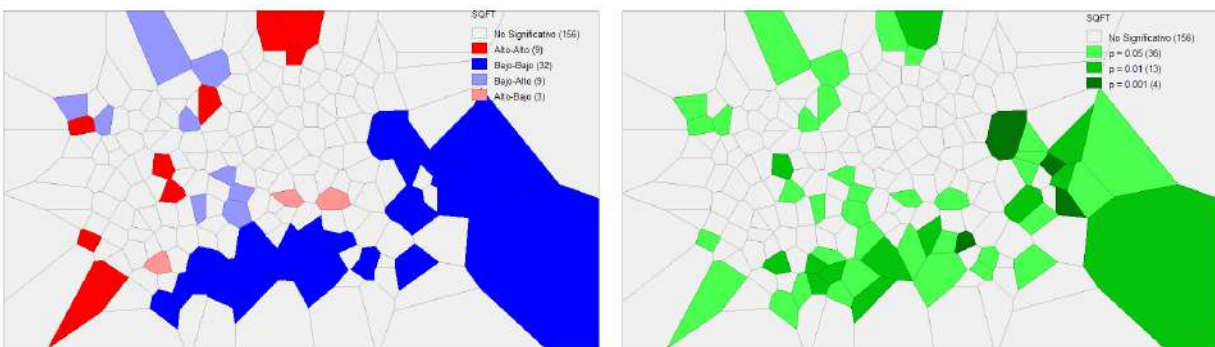 SQFT
No Significativo (156)
Alto-Alto (9)
Bajo-Bajo (32)
Bajo-Alto (9)
Alto-Bajo (3)
SQFT
No Significativo (156)
p = 0.05 (36)
p = 0.01 (13)
p = 0.001 (4)